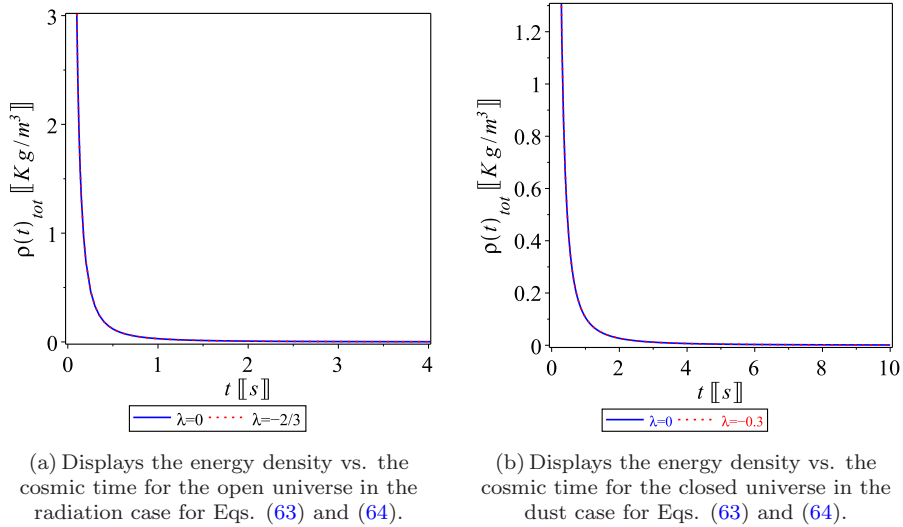 3
2
1
0
ρ(t)_tot [[K g/m^3]]
0 1 2 3 4
t [[s]]
λ=0 λ=−2/3
(a) Displays the energy density vs. the
cosmic time for the open universe in the
radiation case for Eqs. (63) and (64).
1.2
1
0.8
0.6
0.4
0.2
0
ρ(t)_tot [[K g/m^3]]
0 2 4 6 8 10
t [[s]]
λ=0 λ=−0.3
(b) Displays the energy density vs. the
cosmic time for the closed universe in the
dust case for Eqs. (63) and (64).